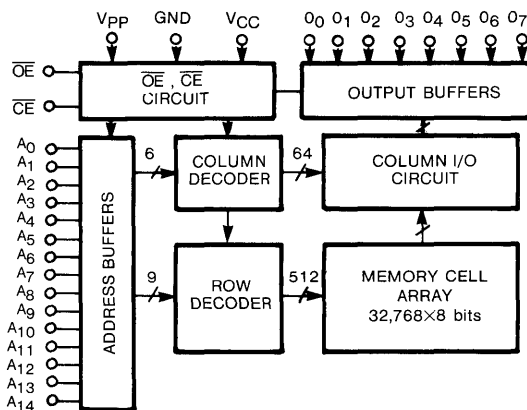 VPP GND VCC O0 O1 O2 O3 O4 O5 O6 O7
OE
CE
OE , CE
CIRCUIT
OUTPUT BUFFERS
A0
A1
A2
A3
A4
A5
A6
A7
A8
A9
A10
A11
A12
A13
A14
ADDRESS BUFFERS
6
COLUMN
DECODER
64
COLUMN I/O
CIRCUIT
9
ROW
DECODER
512
MEMORY CELL
ARRAY
32,768×8 bits